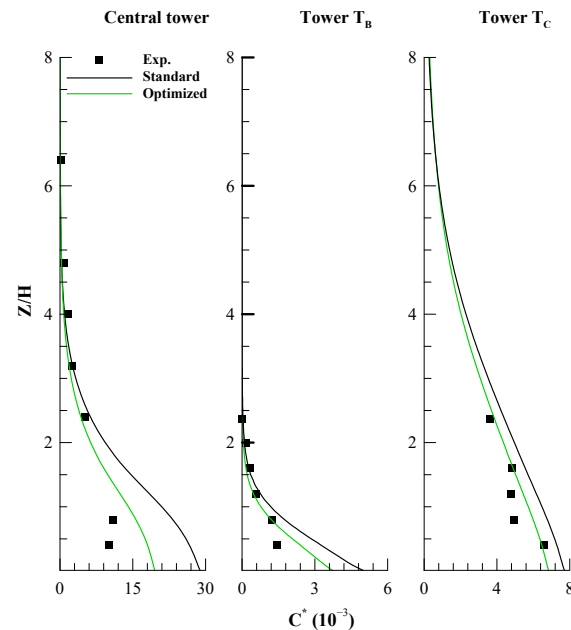 Central tower Tower T_B Tower T_C
8 8
Exp.
Standard
Optimized
6 6 6
Z/H
4 4 4
2 2 2
0 15 30 0 3 6 0 4 8
C* (10⁻³)